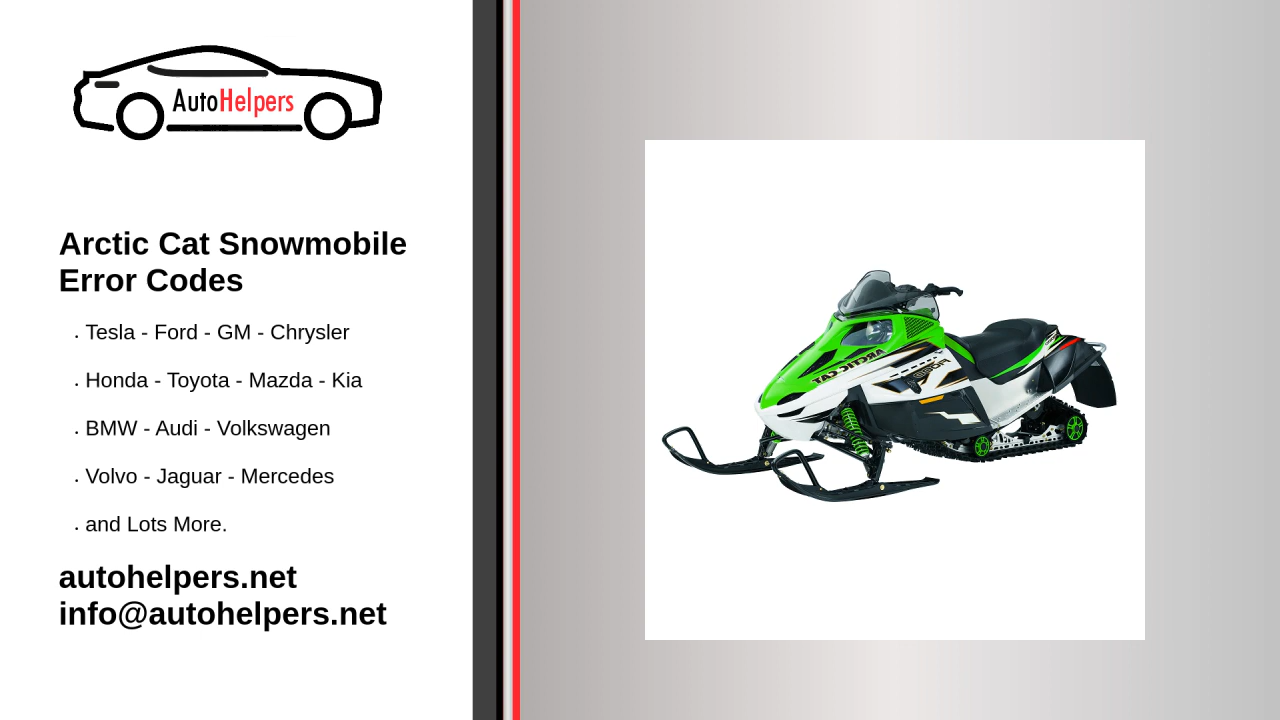 AutoHelpers
Arctic Cat Snowmobile
Error Codes
. Tesla - Ford - GM - Chrysler
. Honda - Toyota - Mazda - Kia
. BMW - Audi - Volkswagen
. Volvo - Jaguar - Mercedes
. and Lots More.
autohelpers.net
info@autohelpers.net
ARCTIC CAT